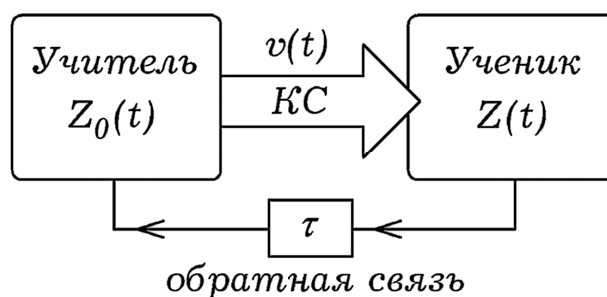 Учитель
Z₀(t)
v(t)
КС
Ученик
Z(t)
τ
обратная связь